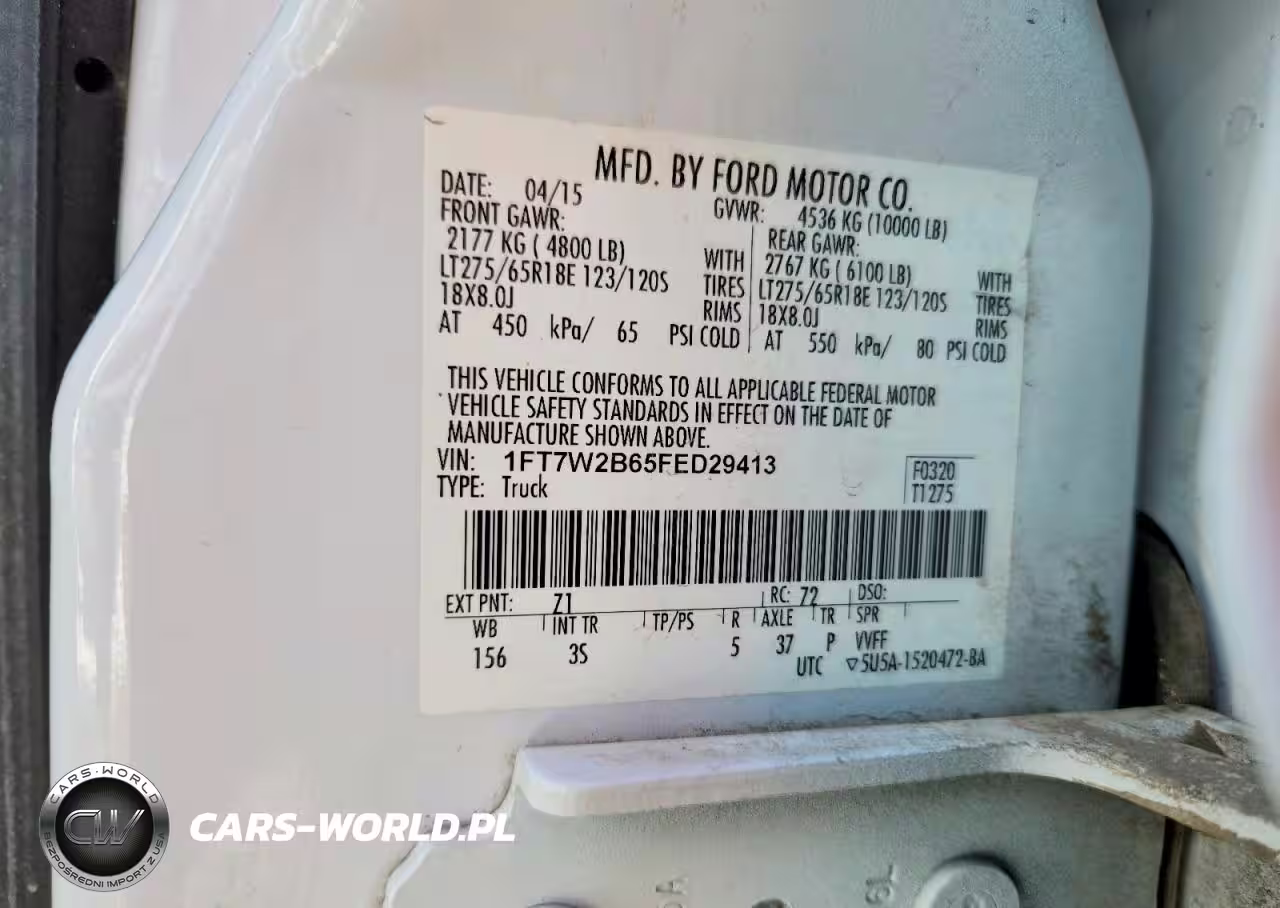 MFD. BY FORD MOTOR CO.
DATE: 04/15 GVWR: 4536 KG (10000 LB)
FRONT GAWR: REAR GAWR:
2177 KG ( 4800 LB) WITH 2767 KG ( 6100 LB) WITH
LT275/65R18E 123/120S TIRES LT275/65R18E 123/120S TIRES
18X8.0J RIMS 18X8.0J RIMS
AT 450 kPa/ 65 PSI COLD AT 550 kPa/ 80 PSI COLD
THIS VEHICLE CONFORMS TO ALL APPLICABLE FEDERAL MOTOR
VEHICLE SAFETY STANDARDS IN EFFECT ON THE DATE OF
MANUFACTURE SHOWN ABOVE.
VIN: 1FT7W2B65FED29413 F0320
TYPE: Truck T1275
EXT PNT: Z1 RC: 72 DSO:
WB INT TR TP/PS R AXLE TR SPR
156 3S 5 37 P VVFF
UTC ▽5U5A-1520472-BA
CARS-WORLD
CW
BEZPOŚREDNI IMPORT Z USA
CARS-WORLD.PL